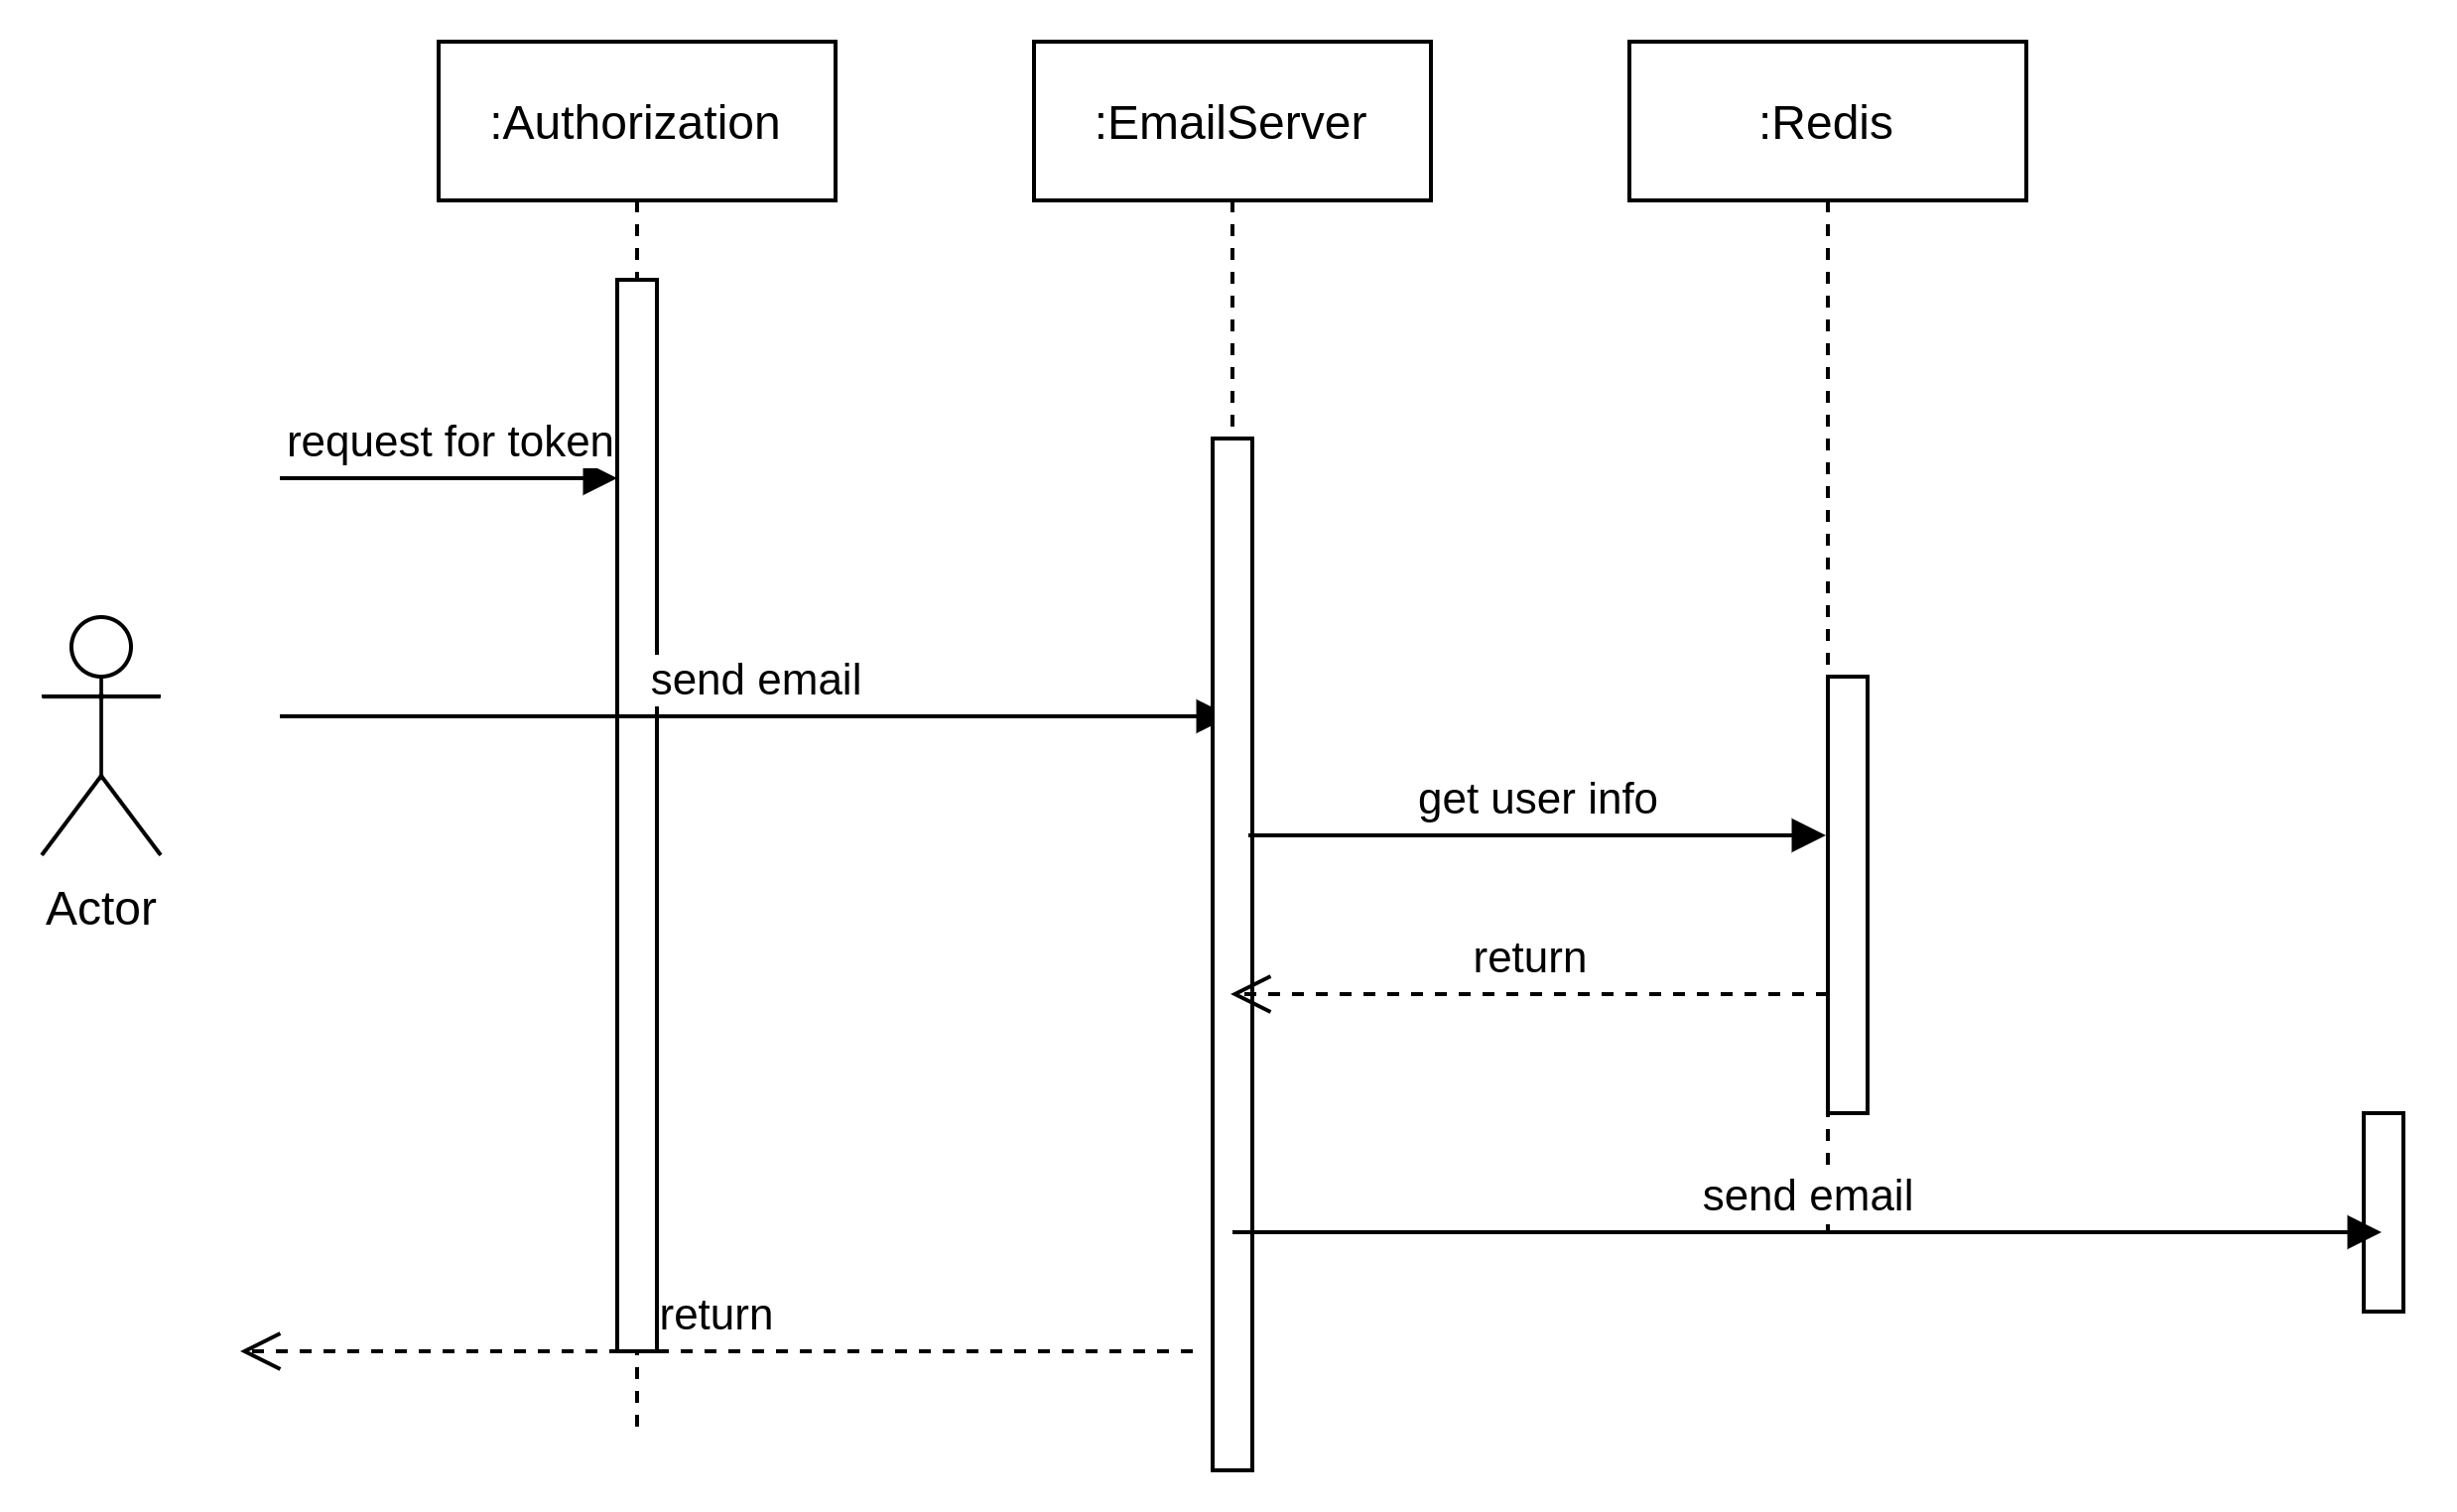 :Authorization
:EmailServer
:Redis
request for token
send email
get user info
Actor
return
send email
return